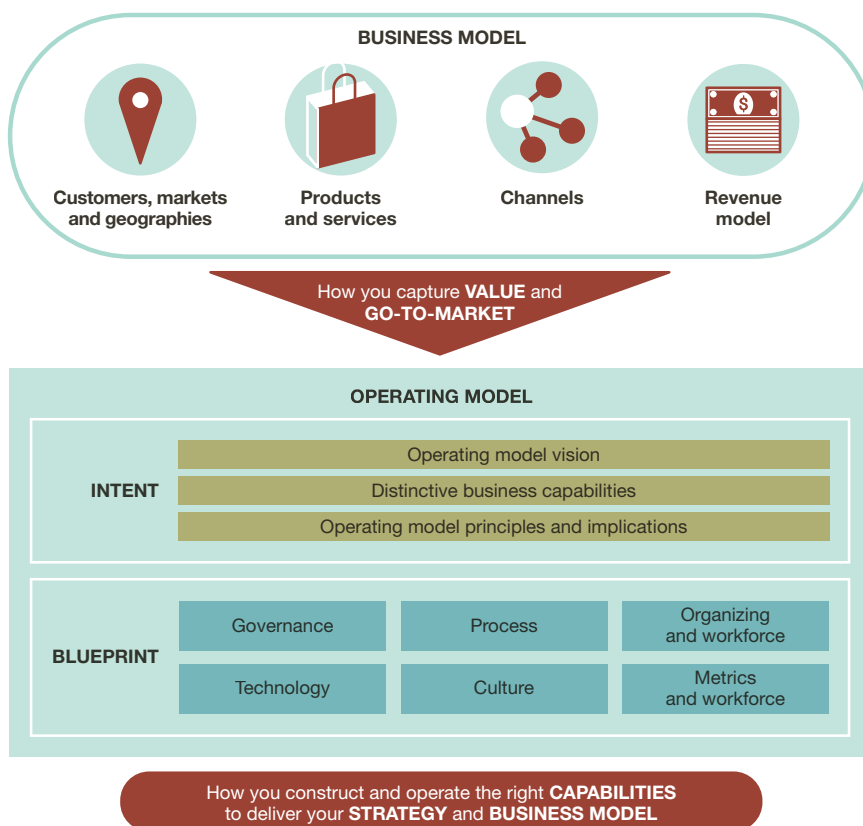 BUSINESS MODEL
$
Customers, markets
and geographies
Products
and services
Channels
Revenue
model
How you capture VALUE and
GO-TO-MARKET
OPERATING MODEL
INTENT
Operating model vision
Distinctive business capabilities
Operating model principles and implications
BLUEPRINT
Governance
Process
Organizing
and workforce
Technology
Culture
Metrics
and workforce
How you construct and operate the right CAPABILITIES
to deliver your STRATEGY and BUSINESS MODEL